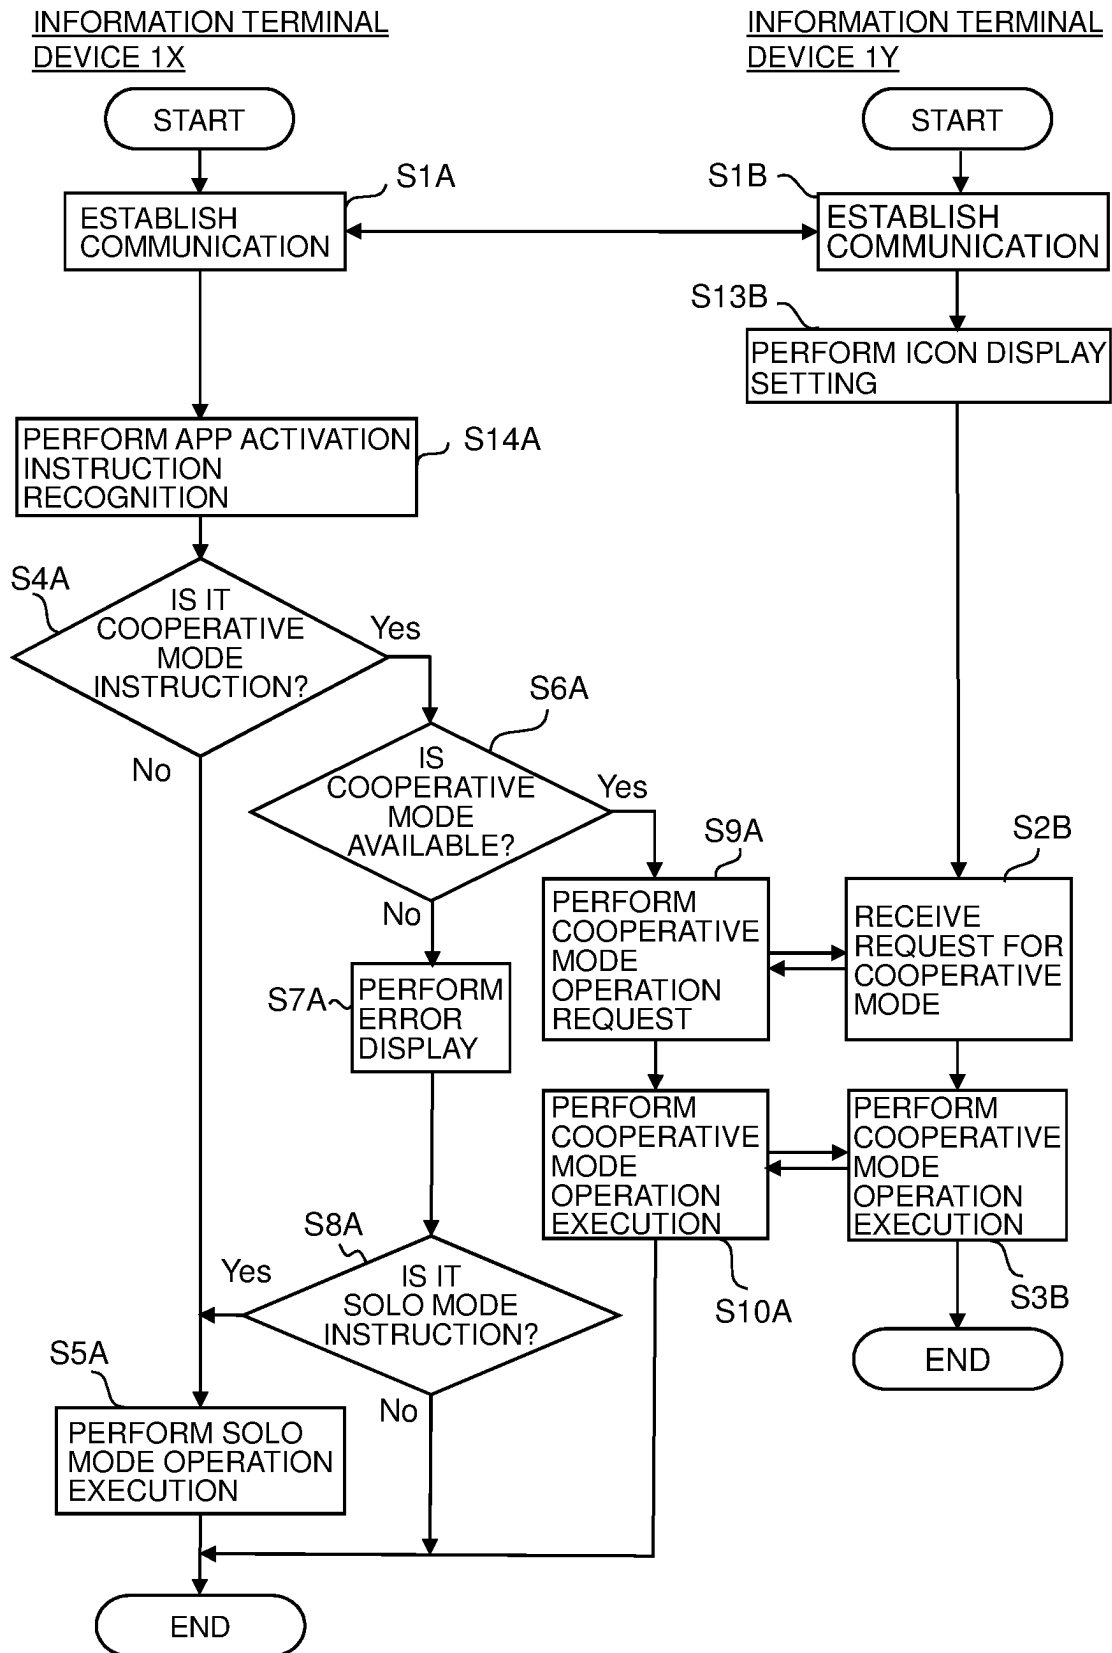 INFORMATION TERMINAL
DEVICE 1X
INFORMATION TERMINAL
DEVICE 1Y
START
START
S1A
S1B
ESTABLISH
COMMUNICATION
ESTABLISH
COMMUNICATION
S13B
PERFORM ICON DISPLAY
SETTING
PERFORM APP ACTIVATION
INSTRUCTION
RECOGNITION
S14A
S4A
IS IT
COOPERATIVE
MODE
INSTRUCTION?
Yes
No
S6A
IS
COOPERATIVE
MODE
AVAILABLE?
Yes
No
S9A
S2B
PERFORM
COOPERATIVE
MODE
OPERATION
REQUEST
RECEIVE
REQUEST FOR
COOPERATIVE
MODE
S7A
PERFORM
ERROR
DISPLAY
PERFORM
COOPERATIVE
MODE
OPERATION
EXECUTION
PERFORM
COOPERATIVE
MODE
OPERATION
EXECUTION
S8A
Yes
IS IT
SOLO MODE
INSTRUCTION?
No
S10A
S3B
END
S5A
PERFORM SOLO
MODE OPERATION
EXECUTION
END